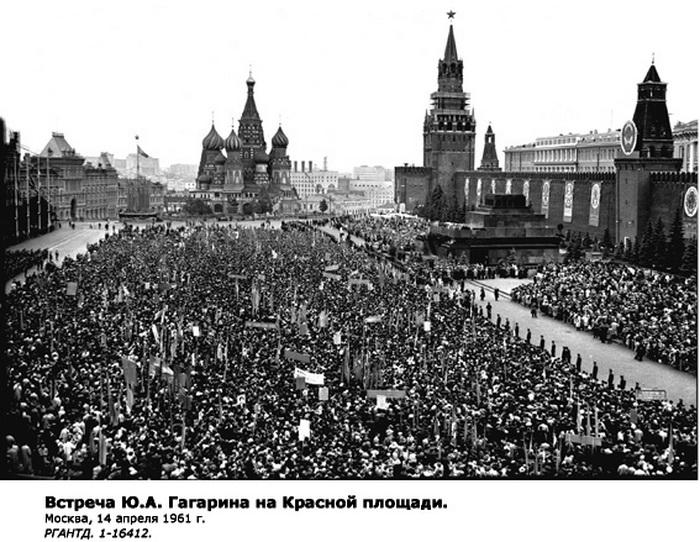 Встреча Ю.А. Гагарина на Красной площади.
Москва, 14 апреля 1961 г.
РГАНТД. 1-16412.